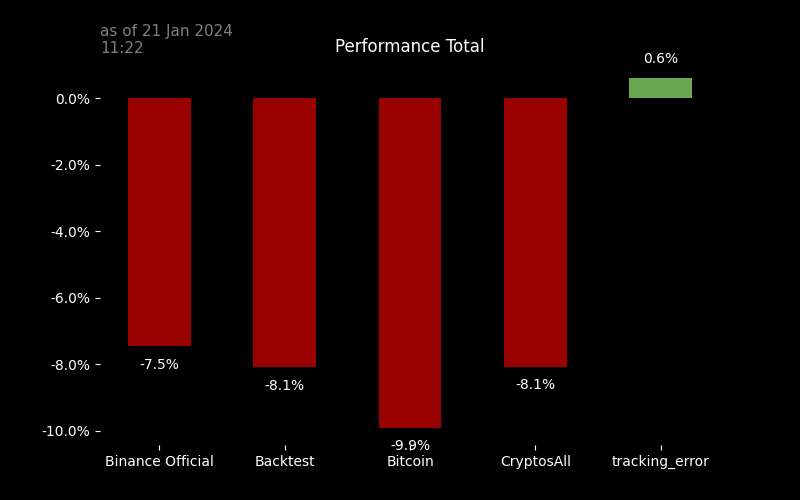 as of 21 Jan 2024
11:22
Performance Total
0.6%
0.0%
-2.0%
-4.0%
-6.0%
-8.0%
-10.0%
-7.5%
-8.1%
-9.9%
-8.1%
Binance Official
Backtest
Bitcoin
CryptosAll
tracking_error